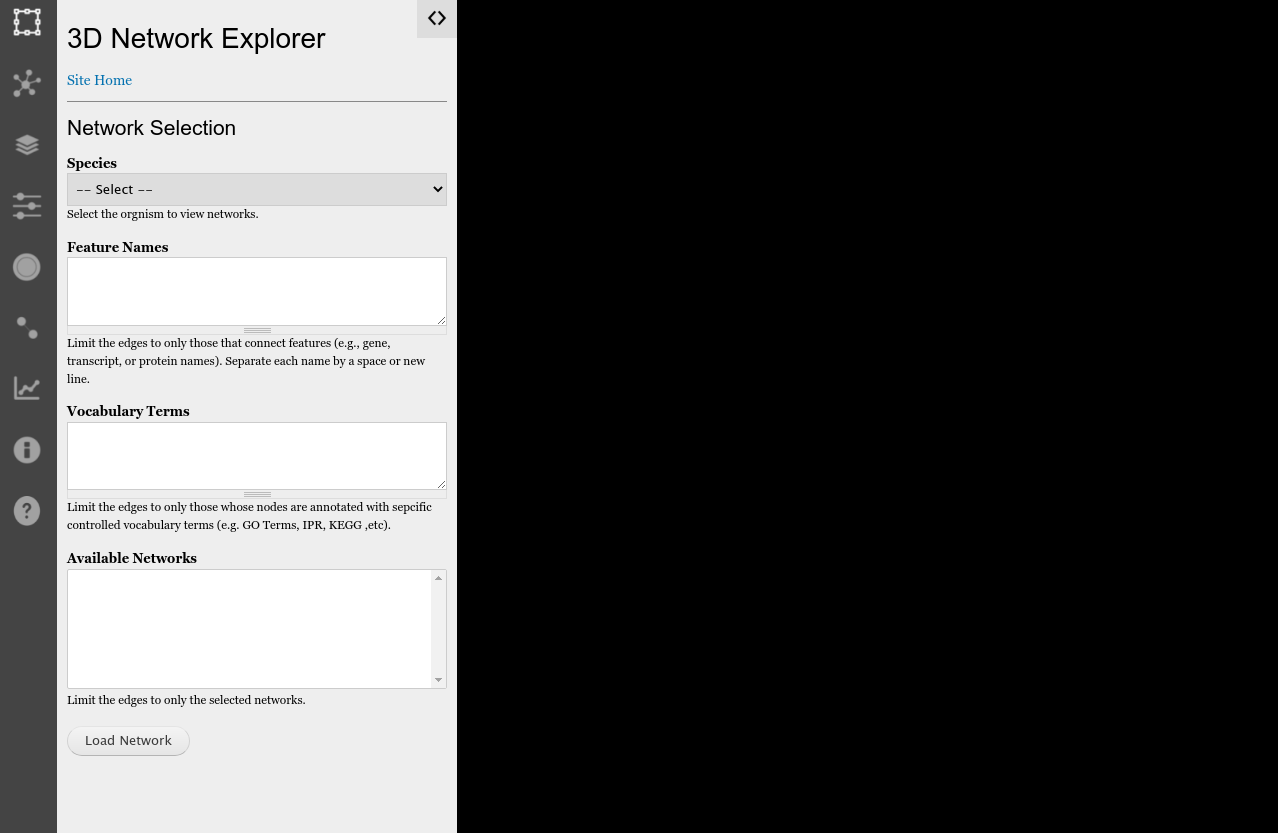 3D Network Explorer
Site Home
Network Selection
Species
-- Select --
Select the orgnism to view networks.
Feature Names
Limit the edges to only those that connect features (e.g., gene,
transcript, or protein names). Separate each name by a space or new
line.
Vocabulary Terms
Limit the edges to only those whose nodes are annotated with sepcific
controlled vocabulary terms (e.g. GO Terms, IPR, KEGG ,etc).
Available Networks
Limit the edges to only the selected networks.
Load Network